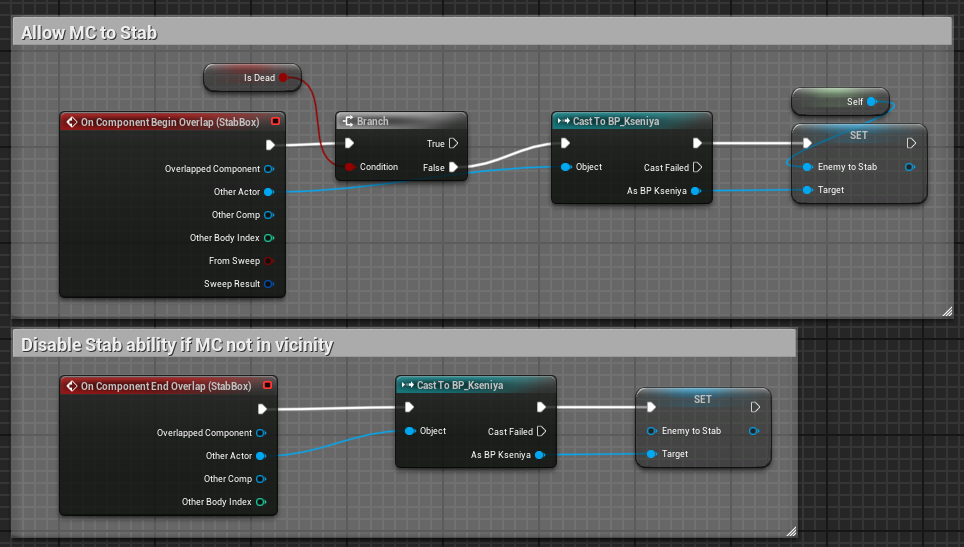 Allow MC to Stab
Is Dead
Self
On Component Begin Overlap (StabBox)
Branch
Cast To BP_Kseniya
SET
True
Overlapped Component
Condition
False
Object
Cast Failed
Enemy to Stab
Other Actor
As BP Kseniya
Target
Other Comp
Other Body Index
From Sweep
Sweep Result
Disable Stab ability if MC not in vicinity
On Component End Overlap (StabBox)
Cast To BP_Kseniya
SET
Overlapped Component
Object
Cast Failed
Enemy to Stab
Other Actor
As BP Kseniya
Target
Other Comp
Other Body Index